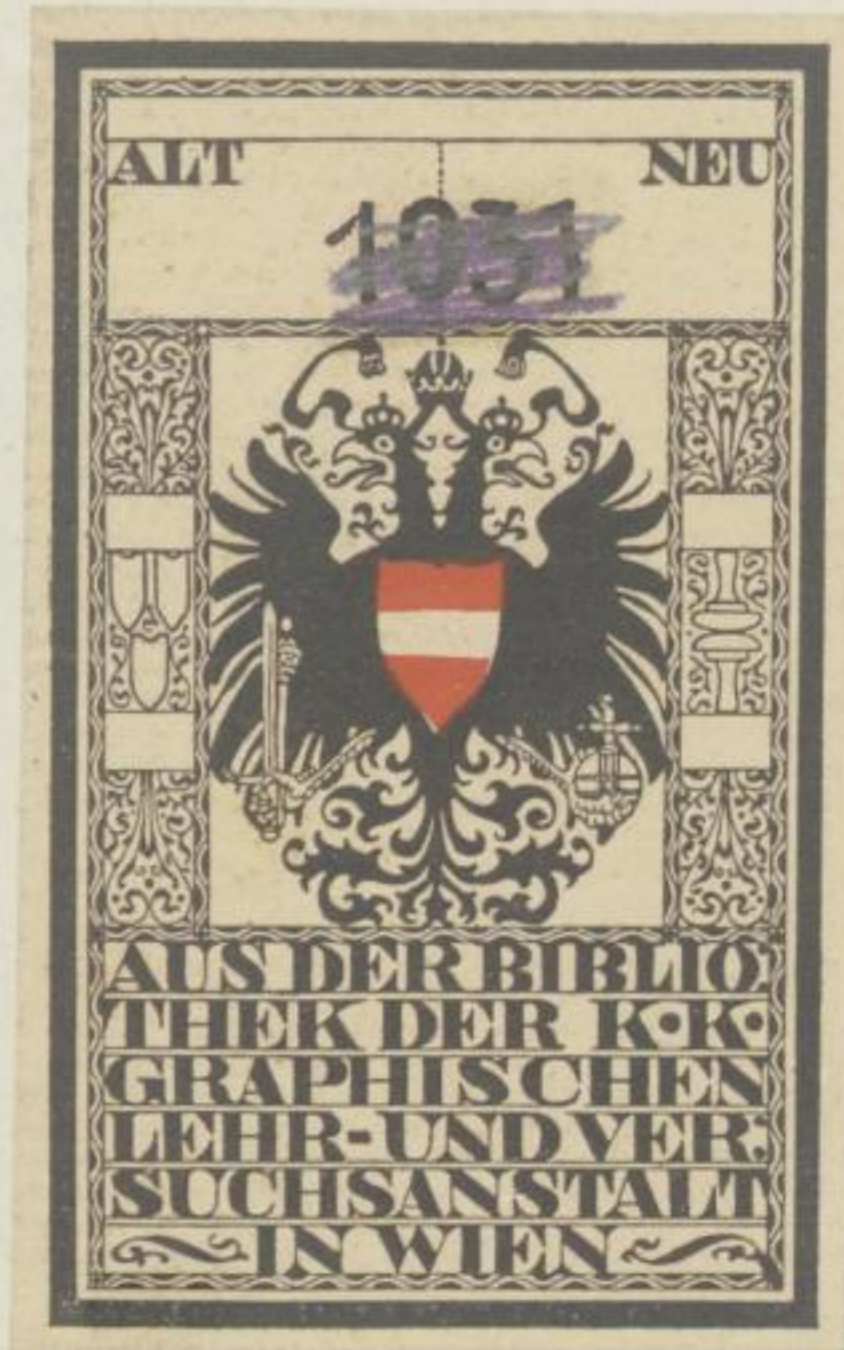 ALT NEU
1031
AUS DER BIBLIO:
THEK DER K•K•
GRAPHISCHEN
LEHR-UND VER:
SUCHSANSTALT
IN WIEN